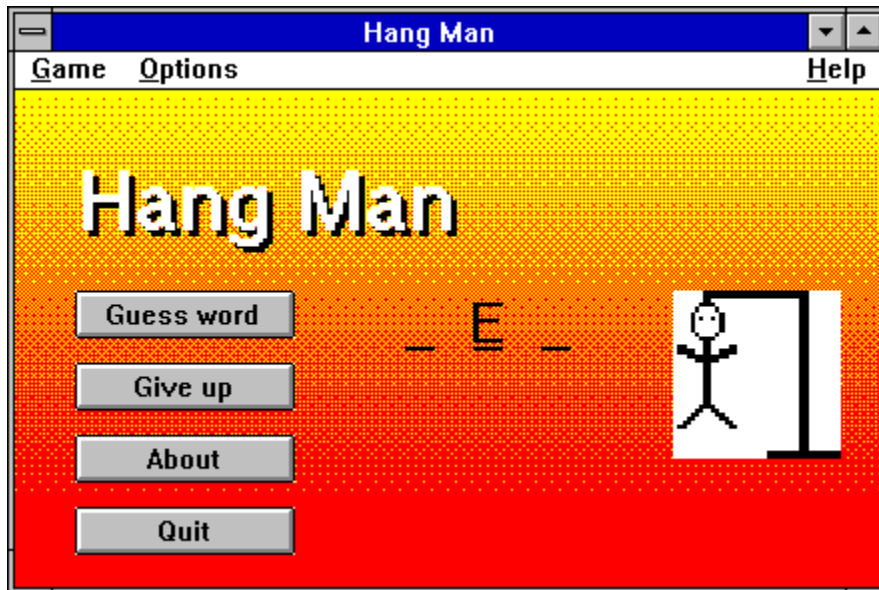 Hang Man
Game Options Help
Hang Man
Guess word
_ E _
Give up
About
Quit